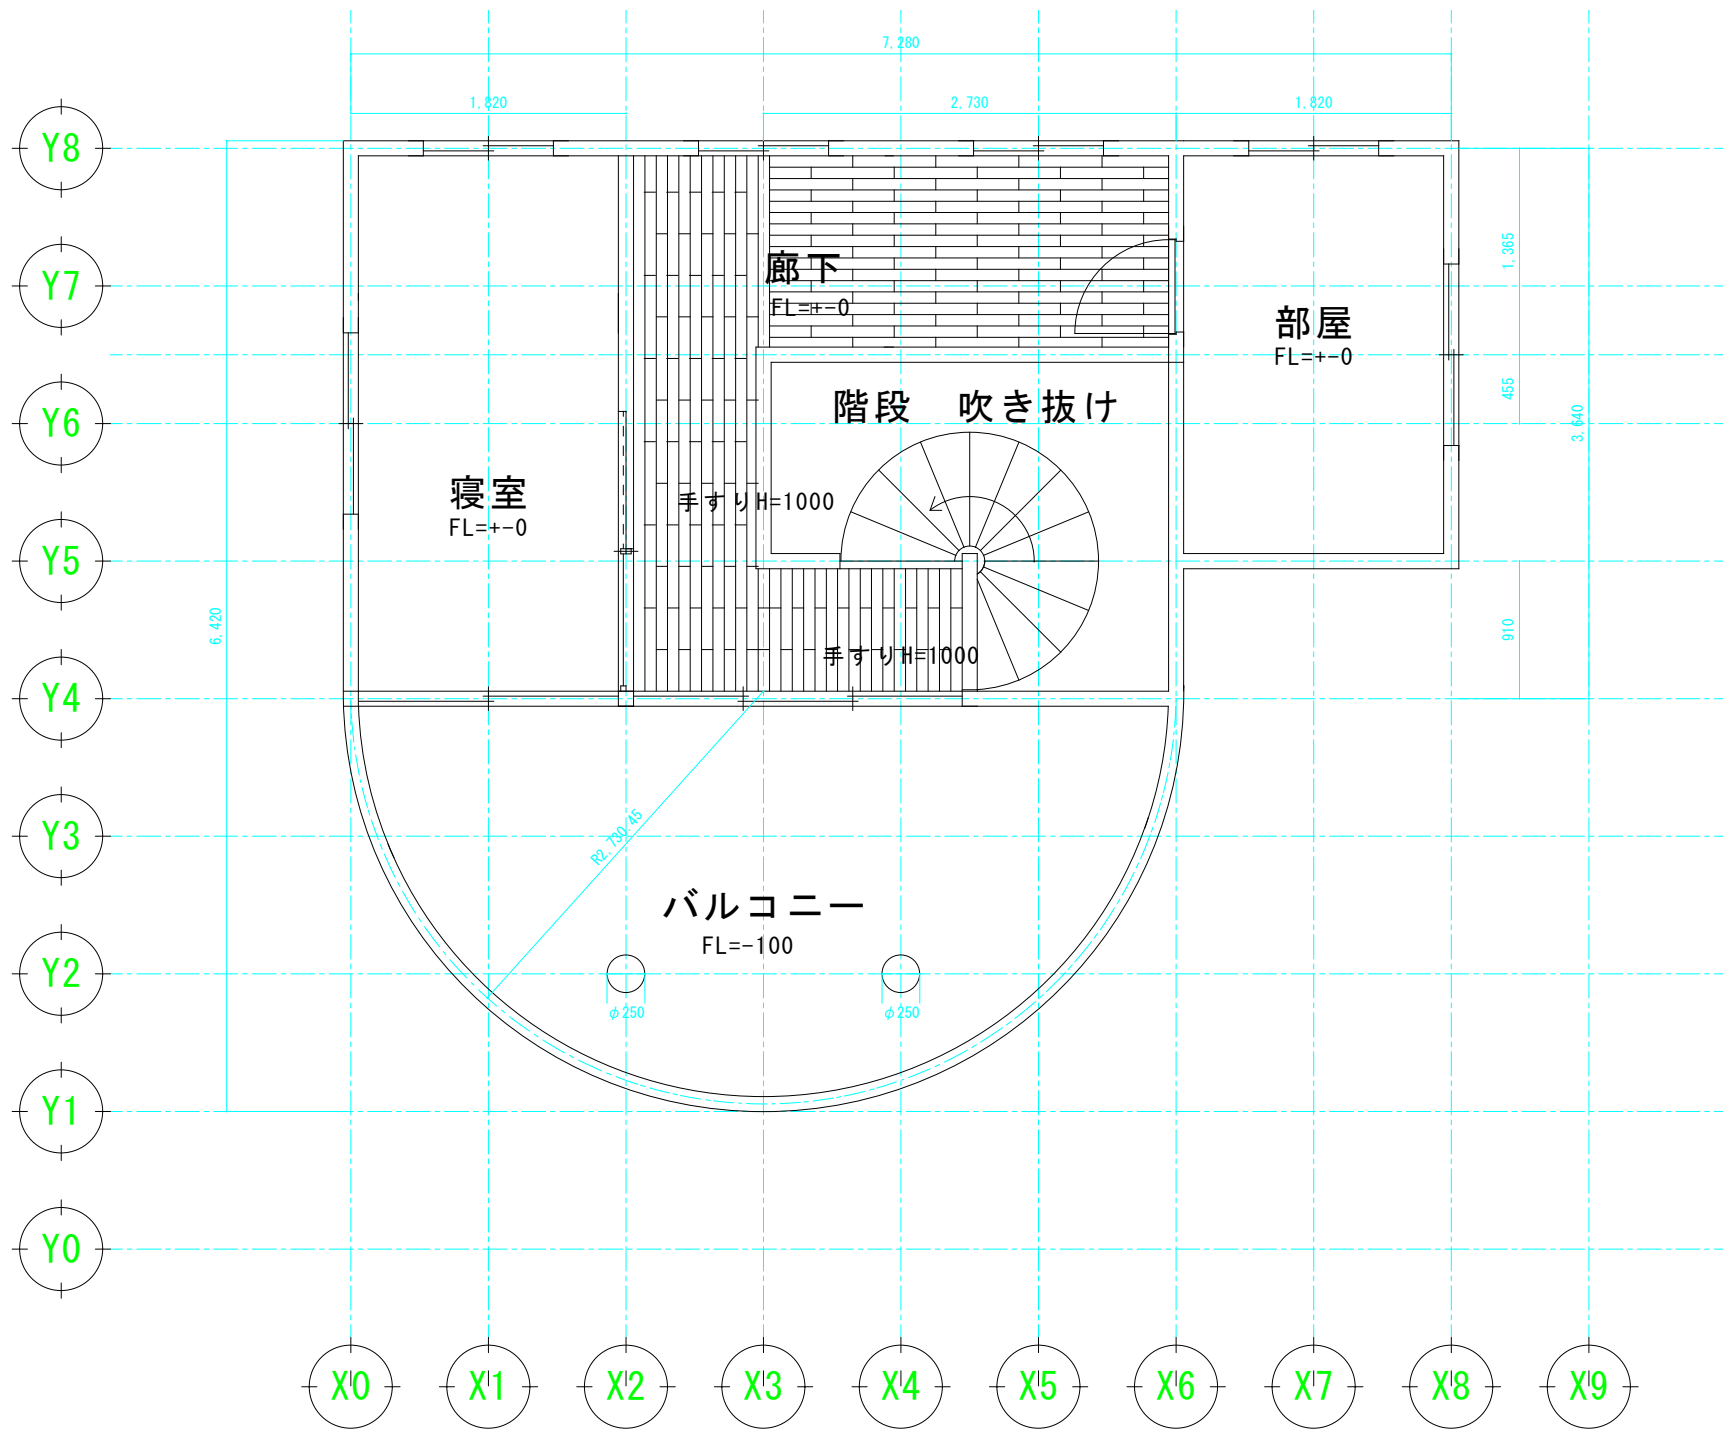 7,280
1,820
2,730
1,820
Y8
Y7
Y6
Y5
Y4
Y3
Y2
Y1
Y0
廊下
FL=+-0
部屋
FL=+-0
階段　吹き抜け
寝室
FL=+-0
手すりH=1000
手すりH=1000
1,365
455
3,640
910
6,420
R2,730.45
バルコニー
FL=-100
φ250
φ250
X0
X1
X2
X3
X4
X5
X6
X7
X8
X9